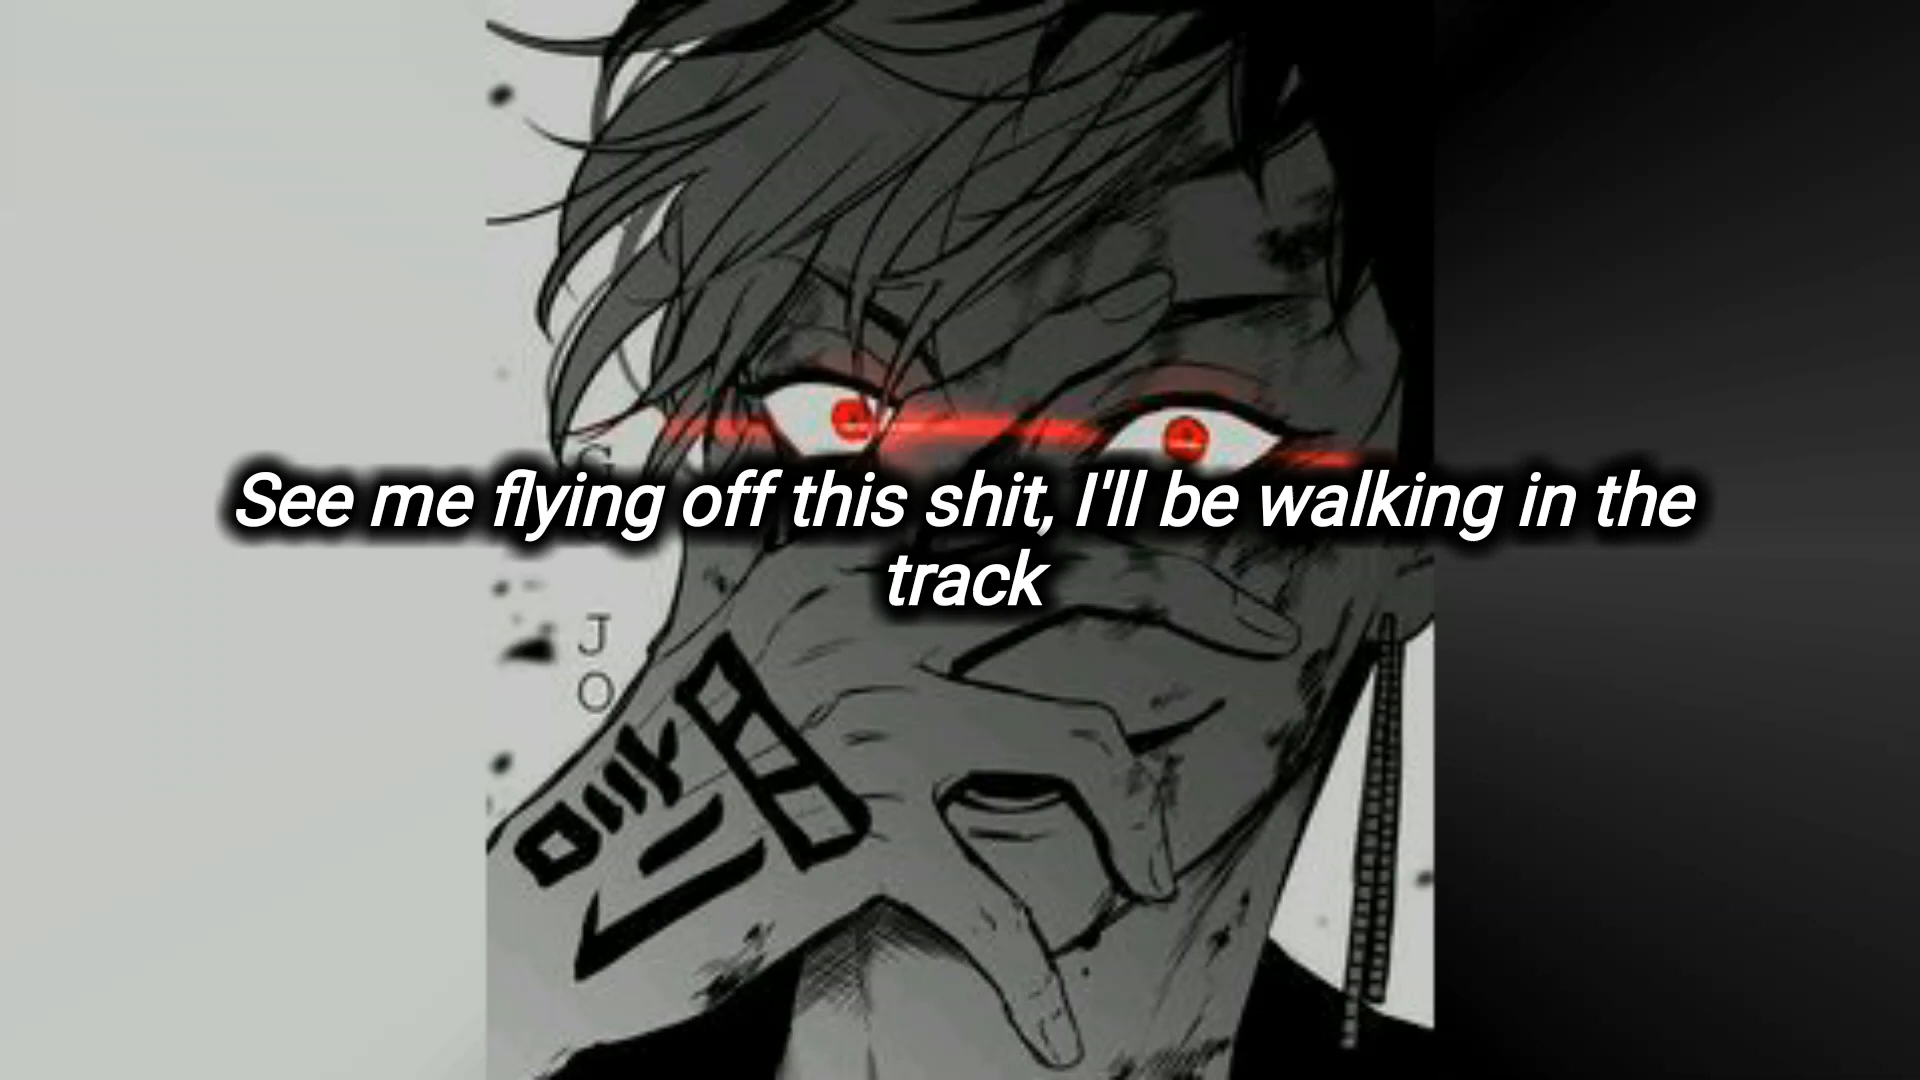 See me flying off this shit, I'll be walking in the
track
G
J
O